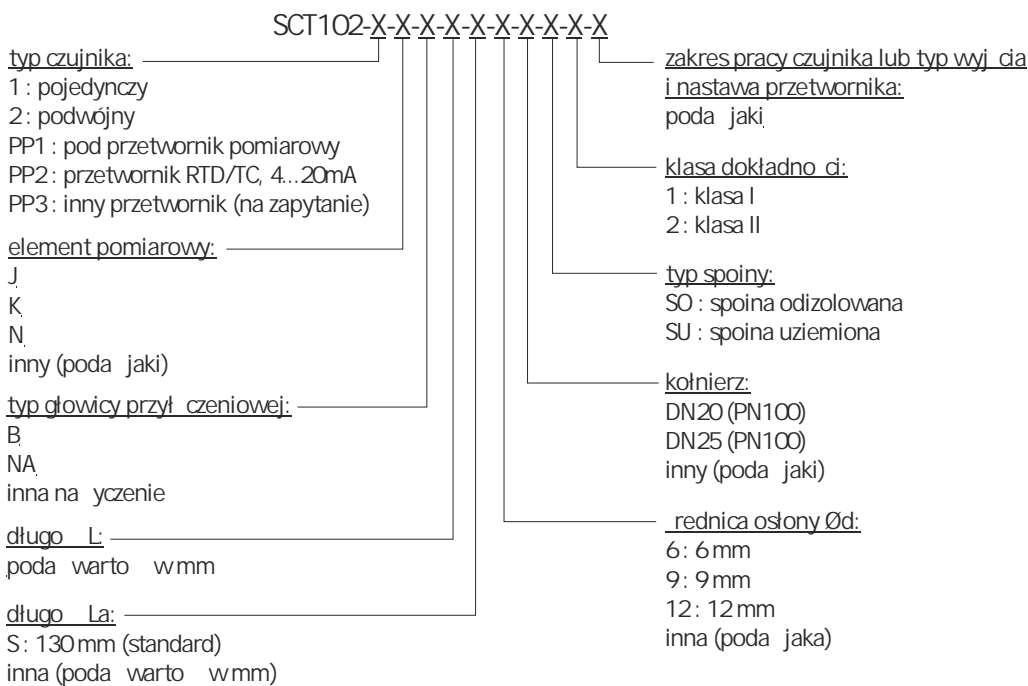 SCT102-X-X-X-X-X-X-X-X-X-X
typ czujnika:
1 : pojedynczy
2 : podwójny
PP1 : pod przetwornik pomiarowy
PP2 : przetwornik RTD/TC, 4...20mA
PP3 : inny przetwornik (na zapytanie)
element pomiarowy:
J
K
N
inny (poda jaki)
typ głowicy przył czeniowej:
B
NA
inna na yczenie
długo L:
poda warto w mm
długo La:
S : 130 mm (standard)
inna (poda warto w mm)
zakres pracy czujnika lub typ wyj cia
i nastawa przetwornika:
poda jaki
klasa dokładno ci:
1 : klasa I
2 : klasa II
typ spoiny:
SO : spoina odizolowana
SU : spoina uziemiona
kołnierz:
DN20 (PN100)
DN25 (PN100)
inny (poda jaki)
rednica osłony Ød:
6 : 6 mm
9 : 9 mm
12 : 12 mm
inna (poda jaka)